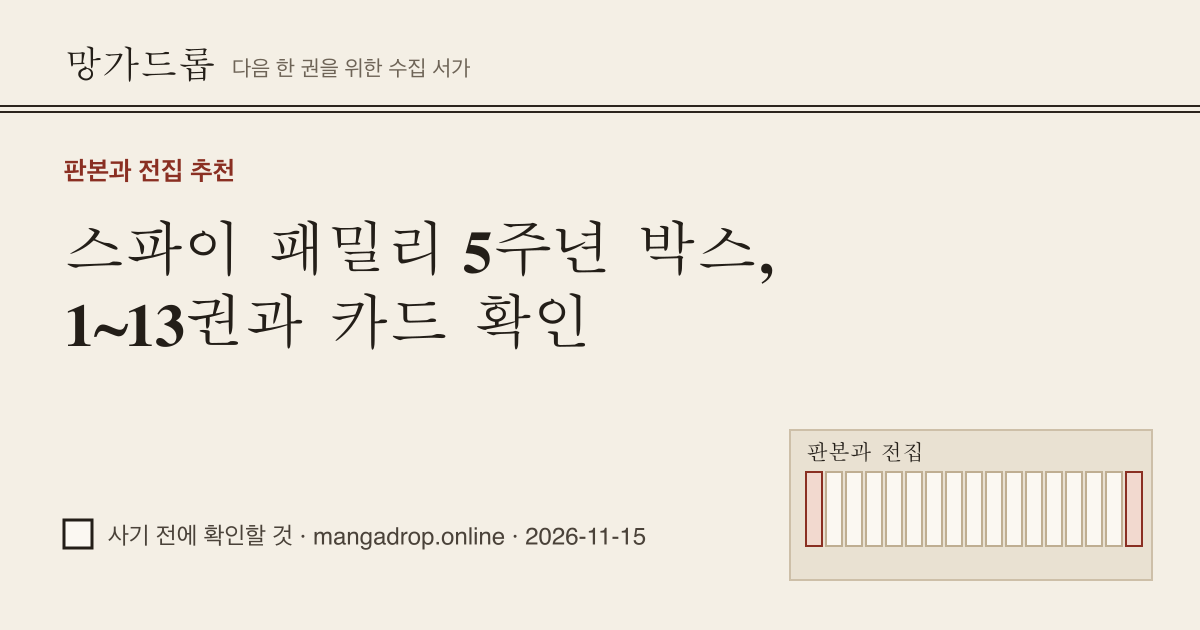 망가드롭 다음 한 권을 위한 수집 서가
판본과 전집 추천
스파이 패밀리 5주년 박스,
1~13권과 카드 확인
판본과 전집
사기 전에 확인할 것 · mangadrop.online · 2026-11-15